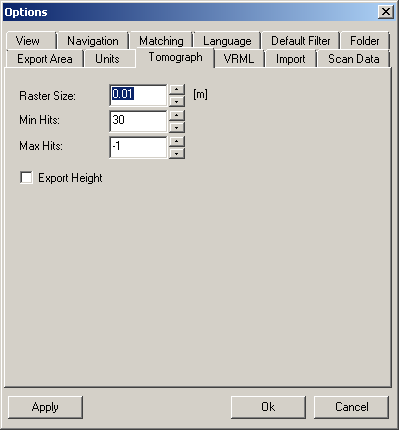 Options
View Navigation Matching Language Default Filter Folder
Export Area Units Tomograph VRML Import Scan Data
Raster Size: 0.01 [m]
Min Hits: 30
Max Hits: -1
Export Height
Apply Ok Cancel